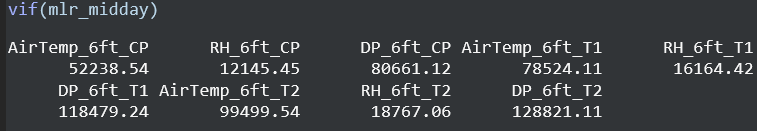 vif(mlr_midday)
AirTemp_6ft_CP RH_6ft_CP DP_6ft_CP AirTemp_6ft_T1 RH_6ft_T1
52238.54 12145.45 80661.12 78524.11 16164.42
DP_6ft_T1 AirTemp_6ft_T2 RH_6ft_T2 DP_6ft_T2
118479.24 99499.54 18767.06 128821.11